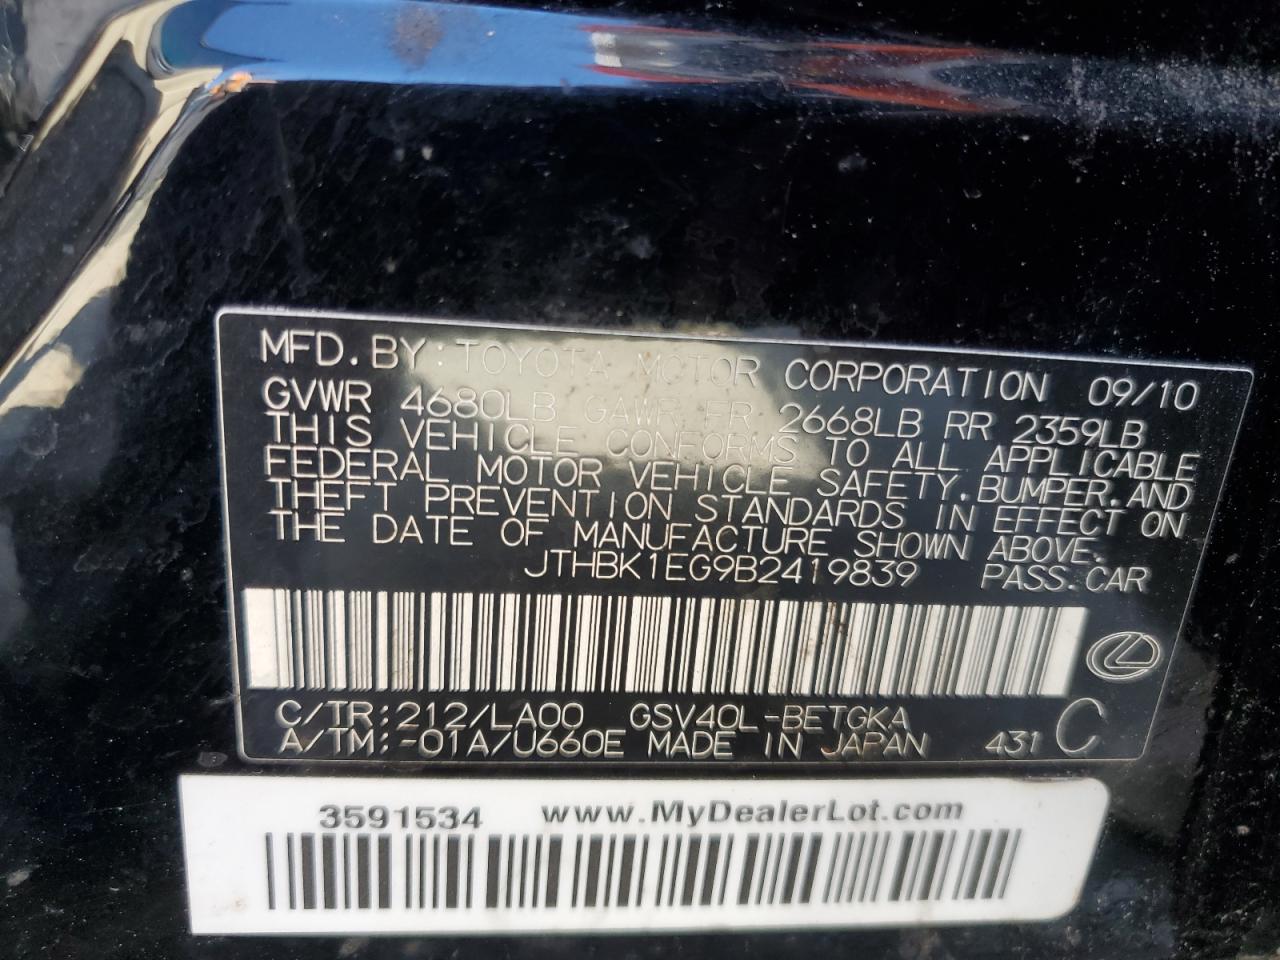 MFD.BY:TOYOTA MOTOR CORPORATION 09/10
GVWR 4680LB GAWR FR 2668LB RR 2359LB
THIS VEHICLE CONFORMS TO ALL APPLICABLE
FEDERAL MOTOR VEHICLE SAFETY,BUMPER,AND
THEFT PREVENTION STANDARDS IN EFFECT ON
THE DATE OF MANUFACTURE SHOWN ABOVE.
JTHBK1EG9B2419839 PASS.CAR
C/TR:212/LA00 GSV40L-BETGKA
A/TM:-01A/U660E MADE IN JAPAN 431 C
3591534 www.MyDealerLot.com